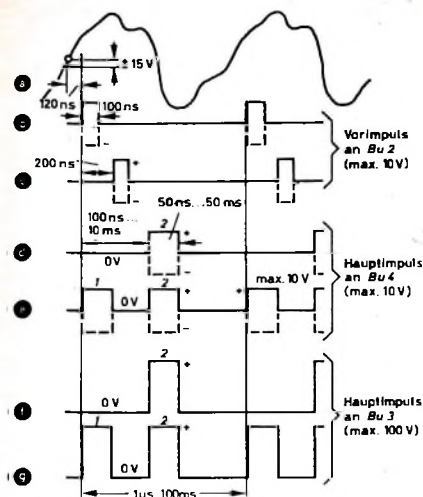 ± 15 V
a
120 ns
100 ns
b
Vorimpuls
an Bu 2
(max. 10 V)
200 ns
+
-
+
-
c
100 ns...
10 ms
50 ns...50 ms
2
+
-
0 V
d
Hauptimpuls
an Bu 4
(max. 10 V)
1
0 V
2
+
-
+
max. 10 V
e
2
+
0 V
f
Hauptimpuls
an Bu 3
(max. 100 V)
1
2
+
0 V
g
1 µs 100 ms